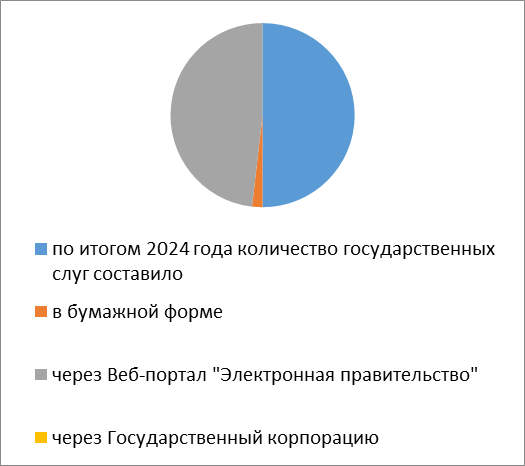 по итогом 2024 года количество государственных
слуг составило
в бумажной форме
через Веб-портал "Электронная правительство"
через Государственный корпорацию